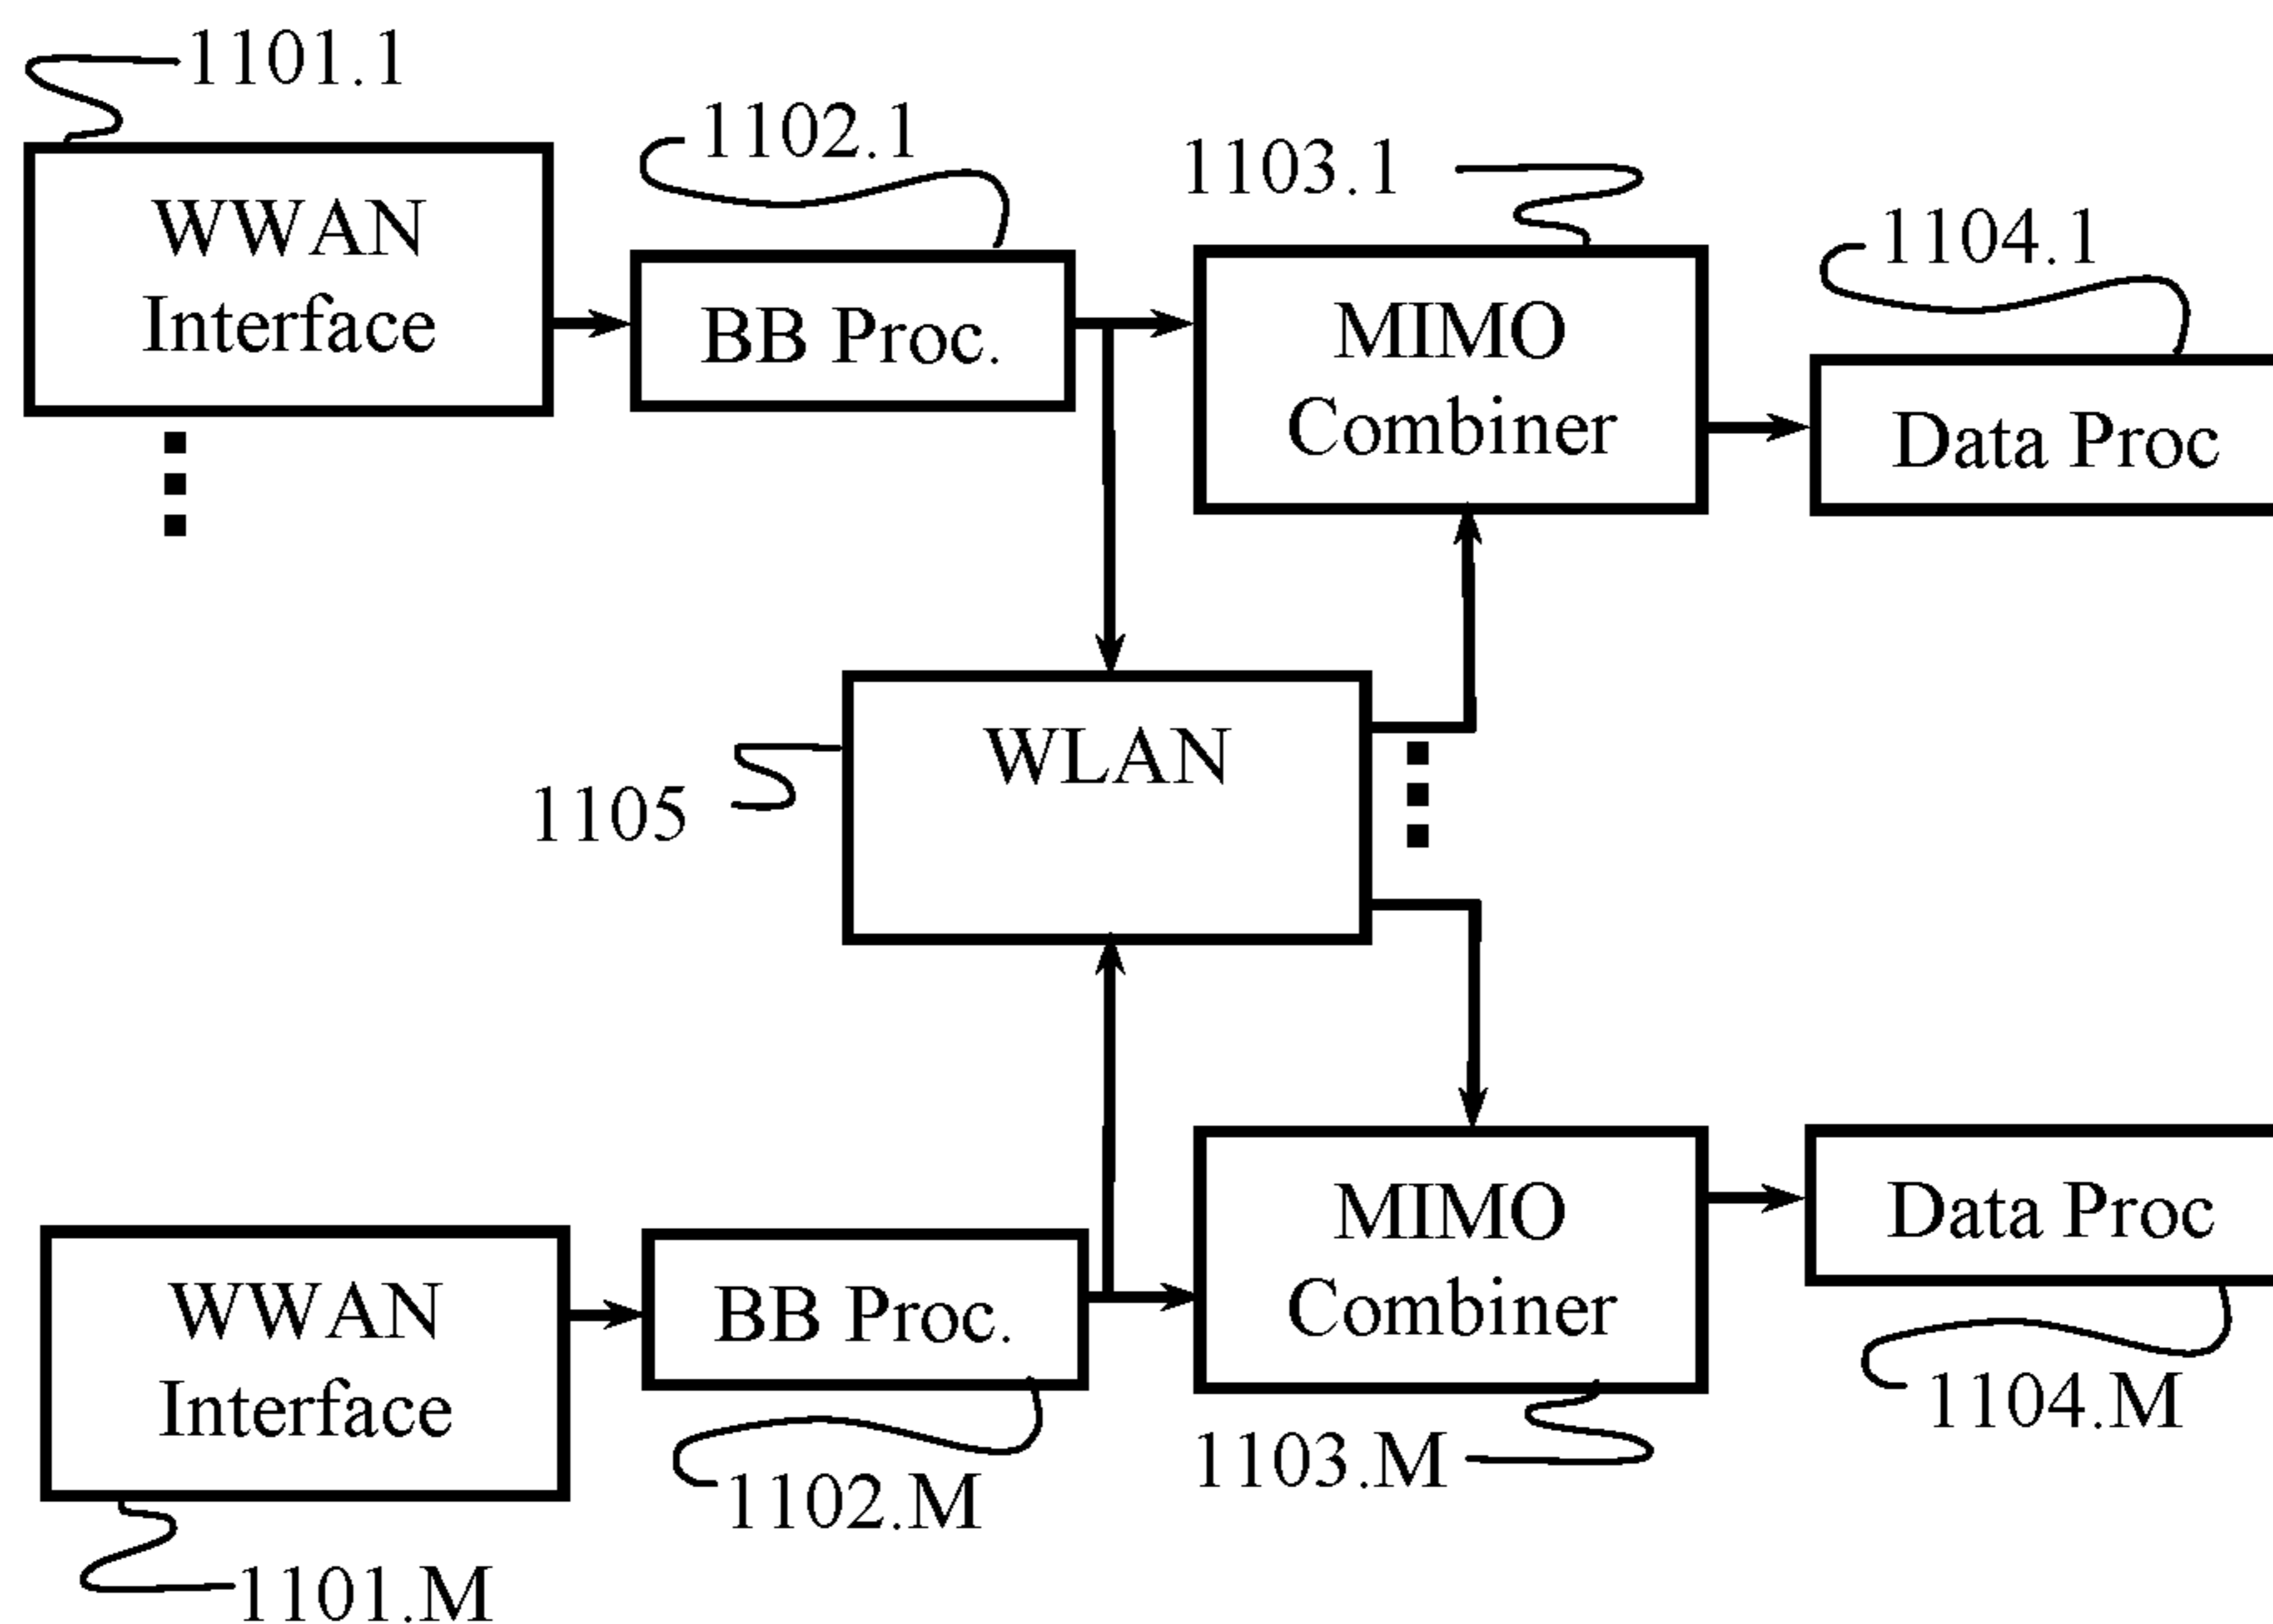 1101.1
1102.1
1103.1
1104.1
WWAN
Interface
BB Proc.
MIMO
Combiner
Data Proc
1105
WLAN
WWAN
Interface
BB Proc.
MIMO
Combiner
Data Proc
1101.M
1102.M
1103.M
1104.M